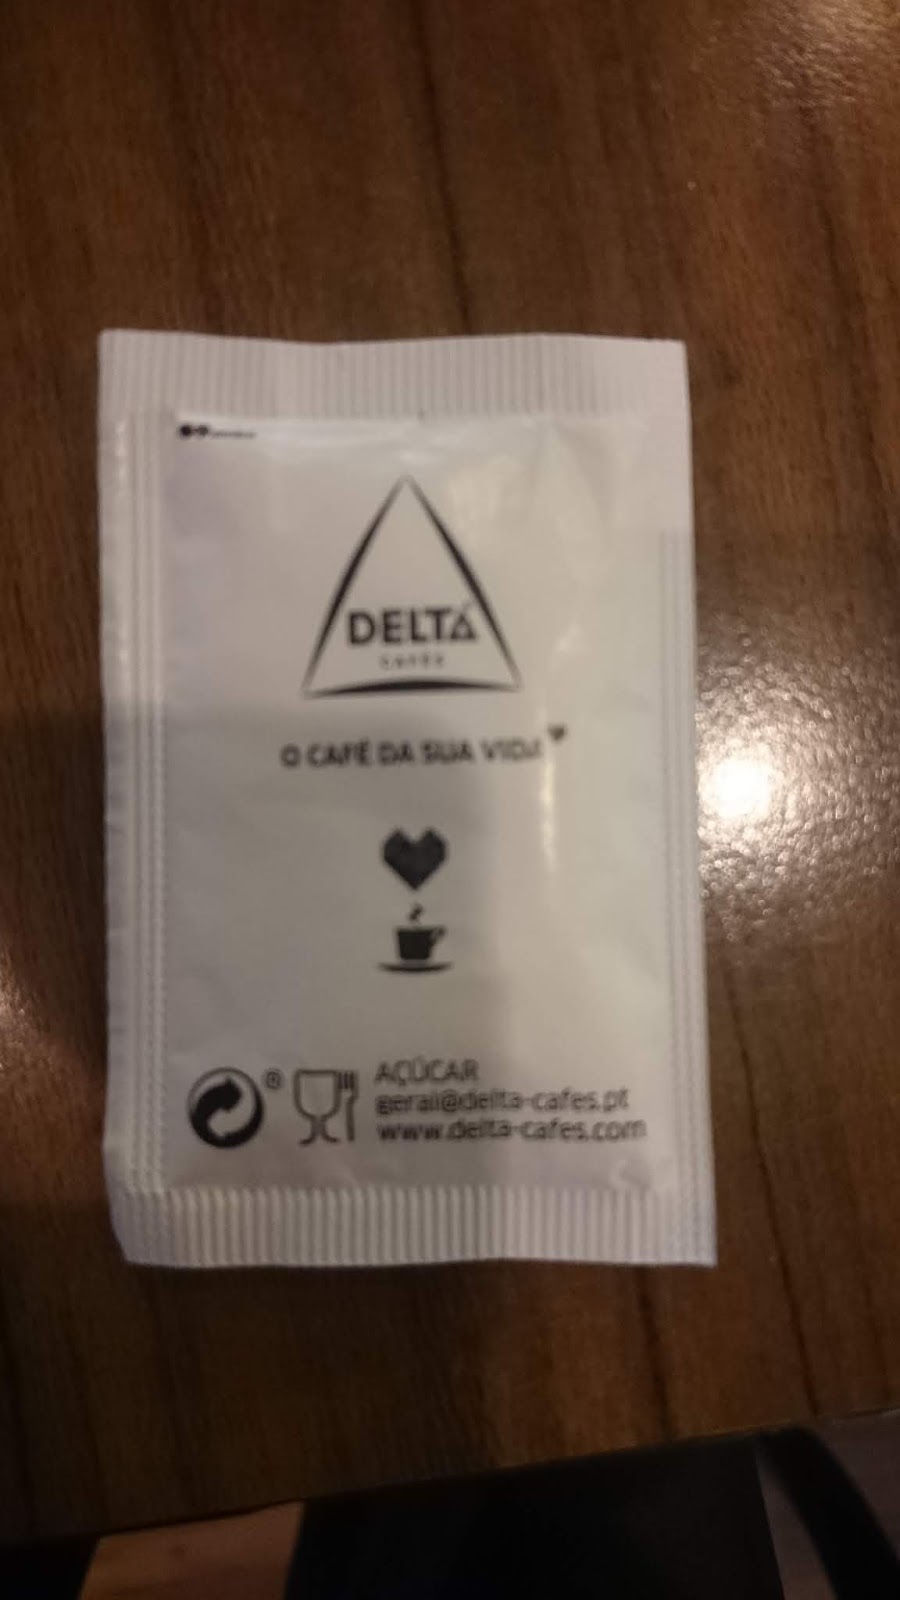 DELTA
CAFÉS
O CAFÉ DA SUA VIDA
®
AÇÚCAR
geral@delta-cafes.pt
www.delta-cafes.com